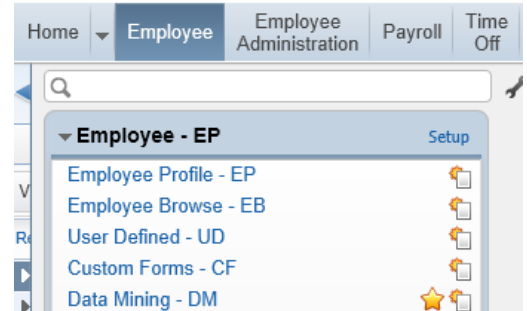 Home
Employee
Employee
Administration
Payroll
Time
Off
Employee - EP
Setup
Employee Profile - EP
Employee Browse - EB
User Defined - UD
Custom Forms - CF
Data Mining - DM
V
Re